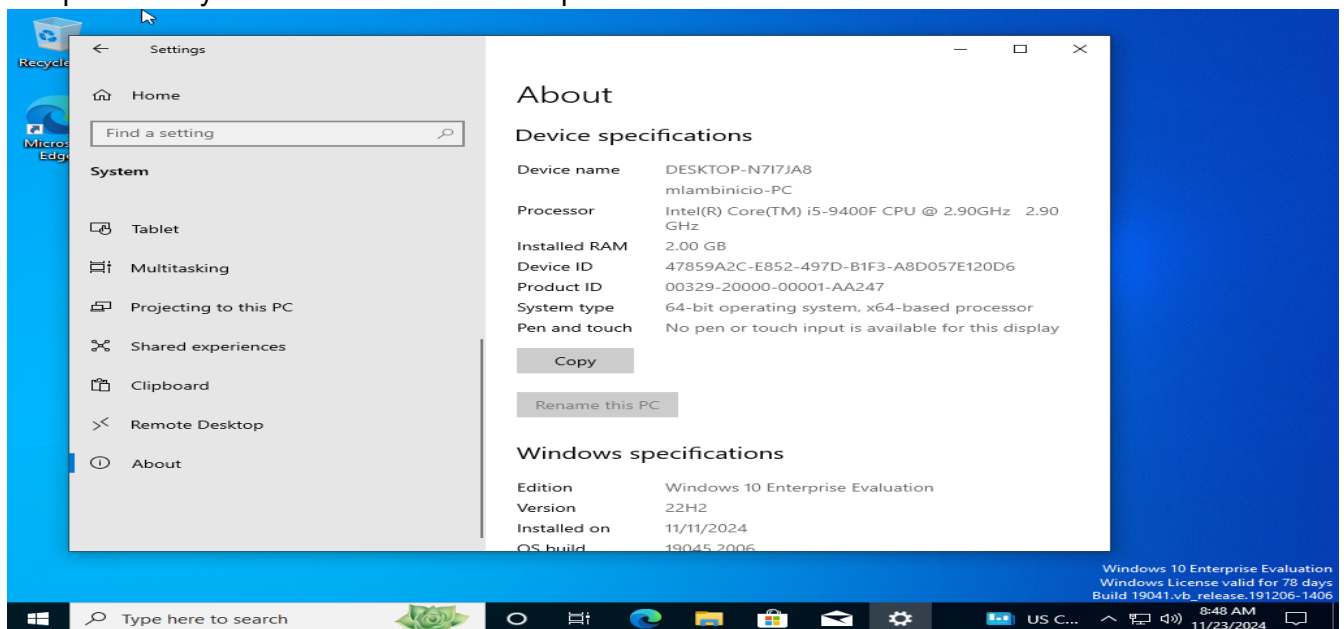 Recycle
Micros
Edge
Settings
Home
Find a setting
System
Tablet
Multitasking
Projecting to this PC
Shared experiences
Clipboard
Remote Desktop
About
About
Device specifications
Device name DESKTOP-N7I7JA8
mlambinicio-PC
Processor Intel(R) Core(TM) i5-9400F CPU @ 2.90GHz 2.90
GHz
Installed RAM 2.00 GB
Device ID 47859A2C-E852-497D-B1F3-A8D057E120D6
Product ID 00329-20000-00001-AA247
System type 64-bit operating system, x64-based processor
Pen and touch No pen or touch input is available for this display
Copy
Rename this PC
Windows specifications
Edition Windows 10 Enterprise Evaluation
Version 22H2
Installed on 11/11/2024
OS build 19045.2006
Windows 10 Enterprise Evaluation
Windows License valid for 78 days
Build 19041.vb_release.191206-1406
Type here to search
US C...
8:48 AM
11/23/2024